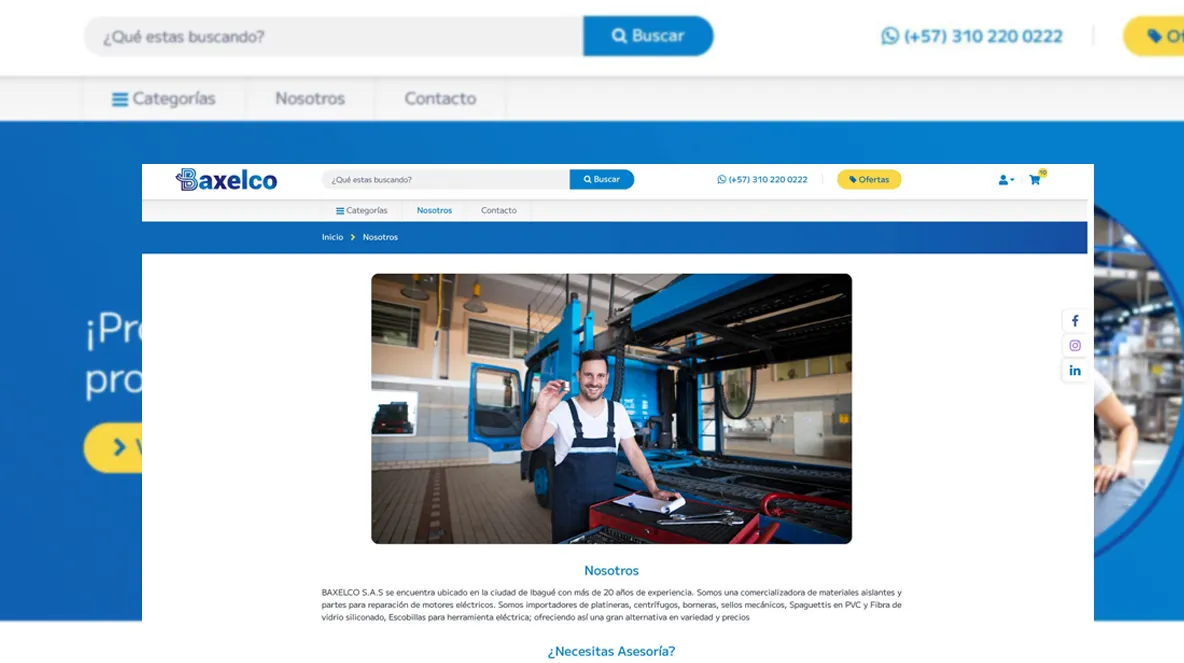 ¿Qué estas buscando?
Buscar
(+57) 310 220 0222
Categorías
Nosotros
Contacto
Baxelco
¿Qué estas buscando?
Buscar
(+57) 310 220 0222
Ofertas
Categorías
Nosotros
Contacto
Inicio
Nosotros
Nosotros
BAXELCO S.A.S se encuentra ubicado en la ciudad de Ibagué con más de 20 años de experiencia. Somos una comercializadora de materiales aislantes y
partes para reparación de motores eléctricos. Somos importadores de platineras, centrífugos, borneras, sellos mecánicos, Spaguettis en PVC y Fibra de
vidrio siliconado, Escobillas para herramienta eléctrica; ofreciendo así una gran alternativa en variedad y precios
¿Necesitas Asesoría?